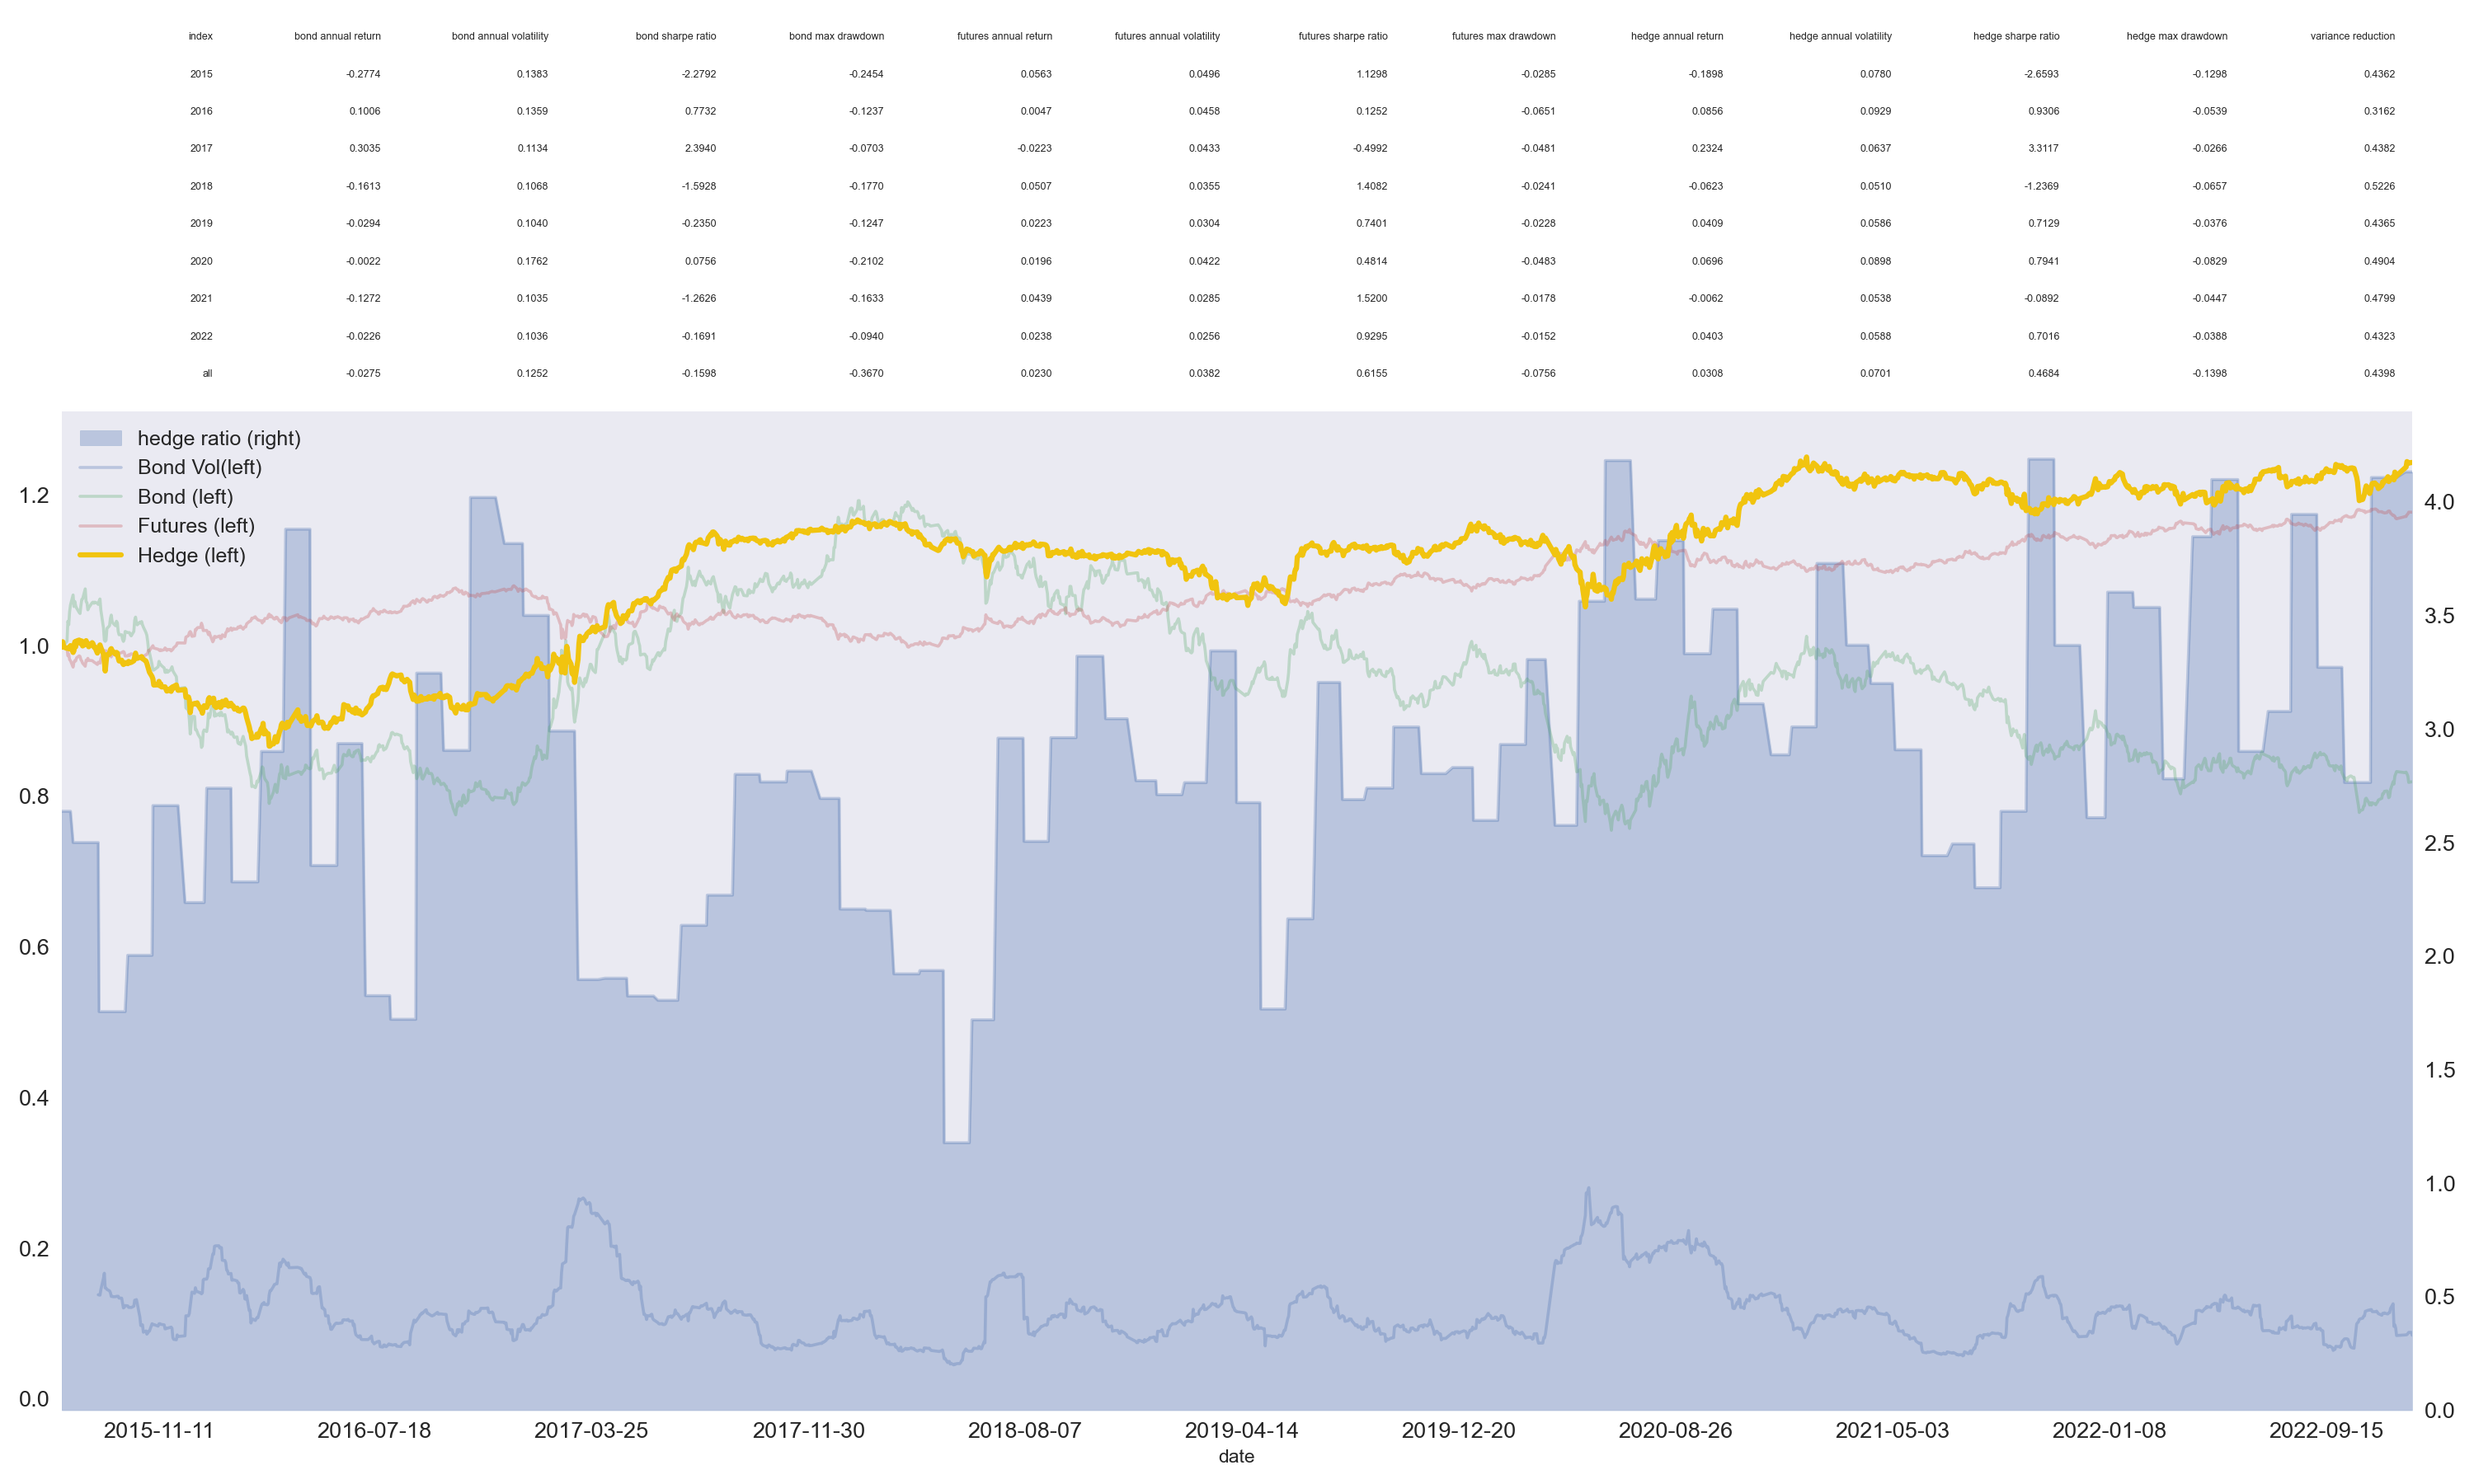 index bond annual return bond annual volatility bond sharpe ratio bond max drawdown futures annual return futures annual volatility futures sharpe ratio futures max drawdown hedge annual return hedge annual volatility hedge sharpe ratio hedge max drawdown variance reduction
2015 -0.2774 0.1383 -2.2792 -0.2454 0.0563 0.0496 1.1298 -0.0285 -0.1898 0.0780 -2.6593 -0.1298 0.4362
2016 0.1006 0.1359 0.7732 -0.1237 0.0047 0.0458 0.1252 -0.0651 0.0856 0.0929 0.9306 -0.0539 0.3162
2017 0.3035 0.1134 2.3940 -0.0703 -0.0223 0.0433 -0.4992 -0.0481 0.2324 0.0637 3.3117 -0.0266 0.4382
2018 -0.1613 0.1068 -1.5928 -0.1770 0.0507 0.0355 1.4082 -0.0241 -0.0623 0.0510 -1.2369 -0.0657 0.5226
2019 -0.0294 0.1040 -0.2350 -0.1247 0.0223 0.0304 0.7401 -0.0228 0.0409 0.0586 0.7129 -0.0376 0.4365
2020 -0.0022 0.1762 0.0756 -0.2102 0.0196 0.0422 0.4814 -0.0483 0.0696 0.0898 0.7941 -0.0829 0.4904
2021 -0.1272 0.1035 -1.2626 -0.1633 0.0439 0.0285 1.5200 -0.0178 -0.0062 0.0538 -0.0892 -0.0447 0.4799
2022 -0.0226 0.1036 -0.1691 -0.0940 0.0238 0.0256 0.9295 -0.0152 0.0403 0.0588 0.7016 -0.0388 0.4323
all -0.0275 0.1252 -0.1598 -0.3670 0.0230 0.0382 0.6155 -0.0756 0.0308 0.0701 0.4684 -0.1398 0.4398
hedge ratio (right)
Bond Vol(left)
Bond (left)
Futures (left)
Hedge (left)
1.2
1.0
0.8
0.6
0.4
0.2
0.0
4.0
3.5
3.0
2.5
2.0
1.5
1.0
0.5
0.0
2015-11-11 2016-07-18 2017-03-25 2017-11-30 2018-08-07 2019-04-14 2019-12-20 2020-08-26 2021-05-03 2022-01-08 2022-09-15
date